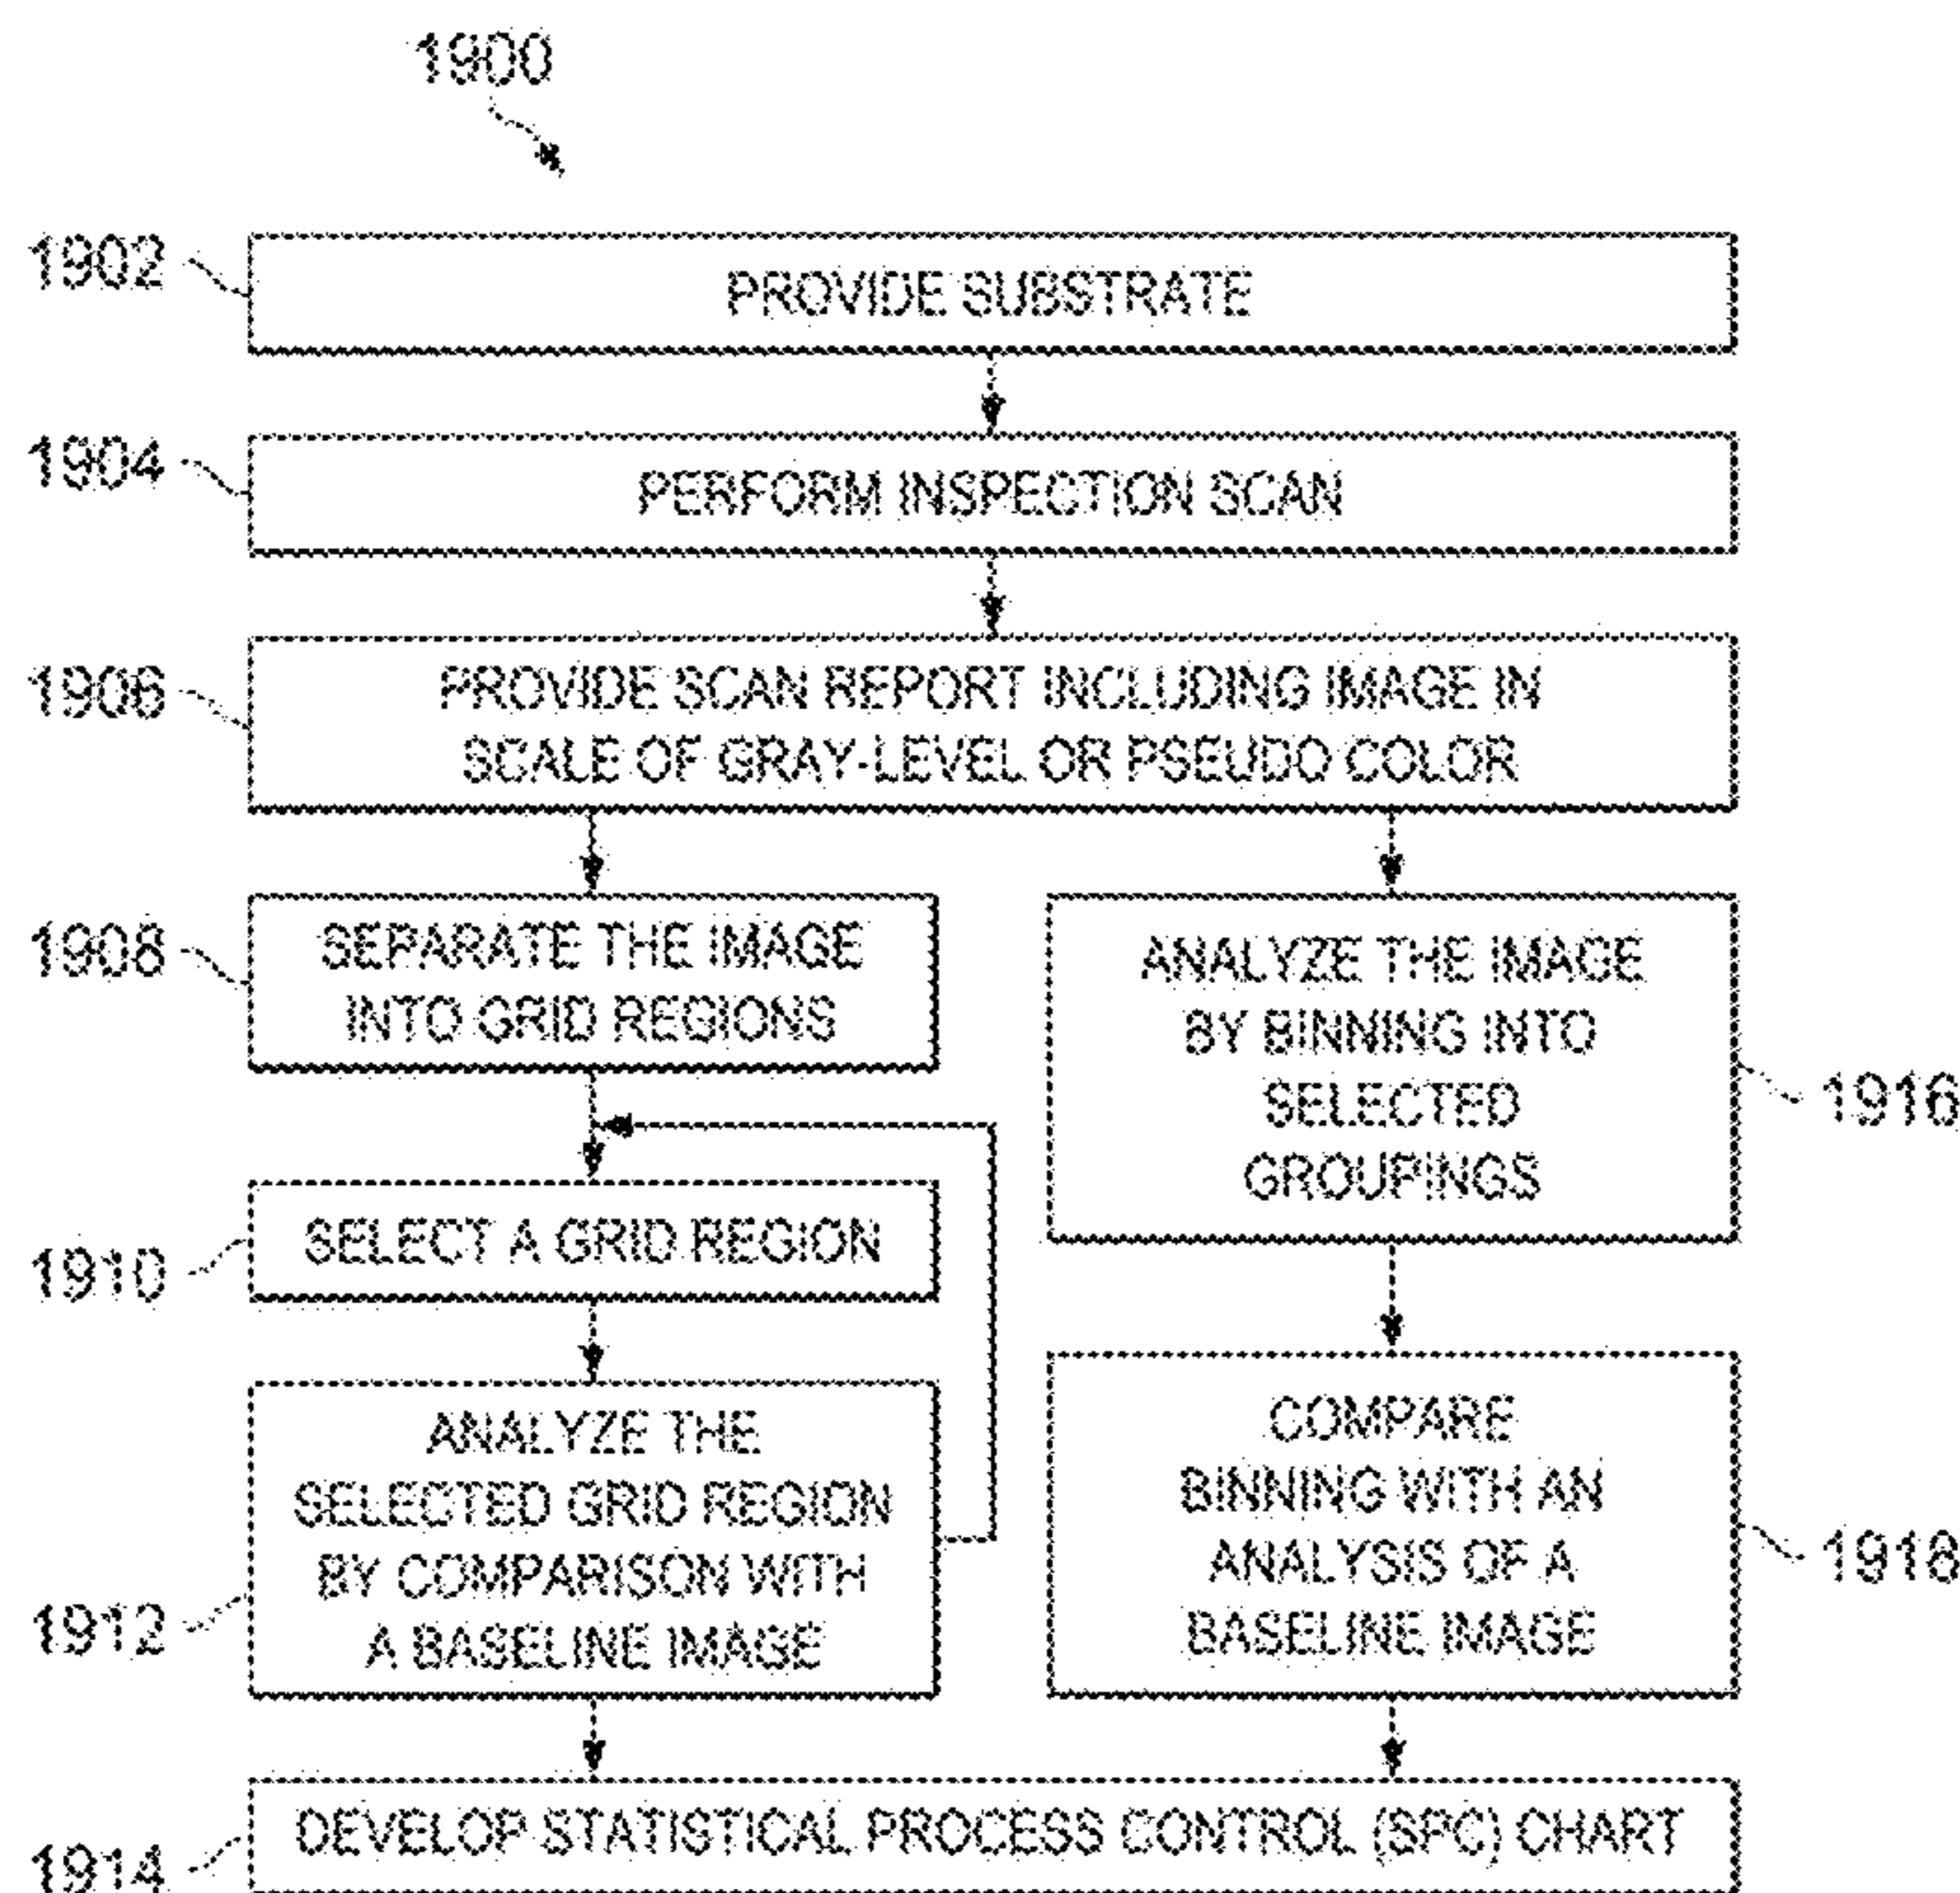 1900
1902
PROVIDE SUBSTRATE
1904
PERFORM INSPECTION SCAN
1906
PROVIDE SCAN REPORT INCLUDING IMAGE IN
SCALE OF GRAY-LEVEL OR PSEUDO COLOR
1908
SEPARATE THE IMAGE
INTO GRID REGIONS
1910
SELECT A GRID REGION
1912
ANALYZE THE
SELECTED GRID REGION
BY COMPARISON WITH
A BASELINE IMAGE
ANALYZE THE IMAGE
BY BINNING INTO
SELECTED
GROUPINGS
1916
COMPARE
BINNING WITH AN
ANALYSIS OF A
BASELINE IMAGE
1918
1914
DEVELOP STATISTICAL PROCESS CONTROL (SPC) CHART